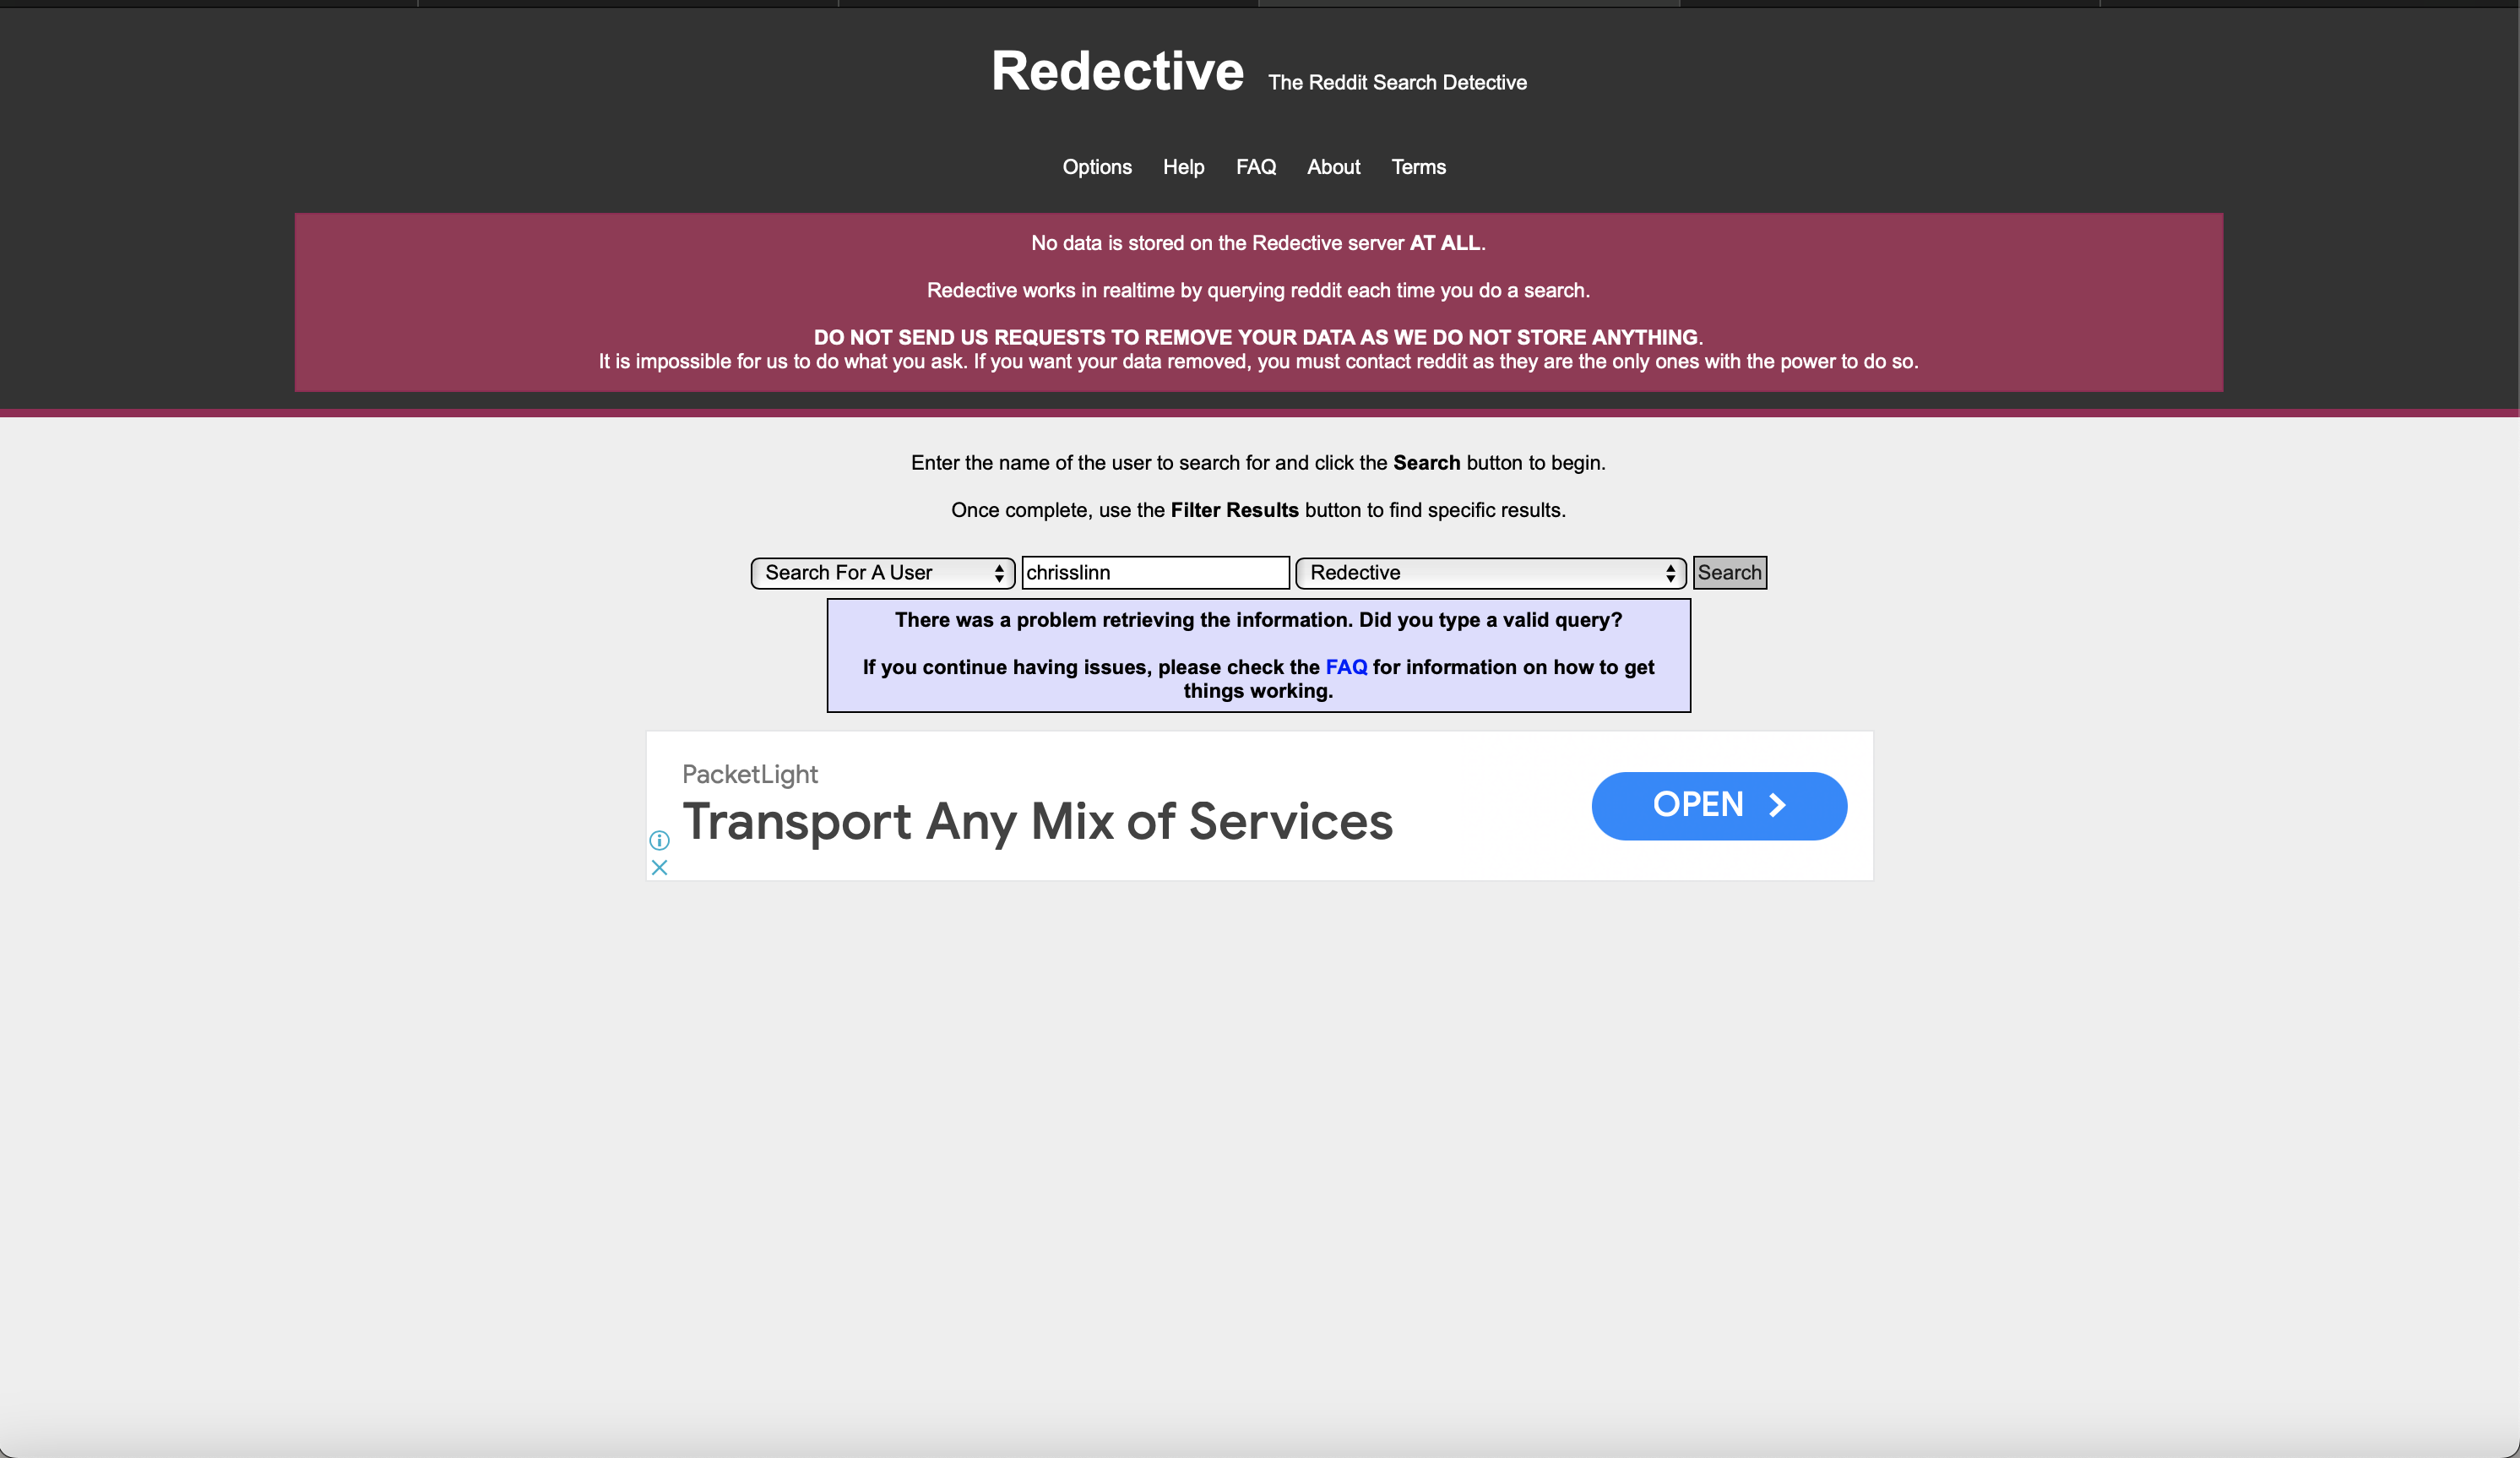 Redective The Reddit Search Detective
Options Help FAQ About Terms
No data is stored on the Redective server AT ALL.
Redective works in realtime by querying reddit each time you do a search.
DO NOT SEND US REQUESTS TO REMOVE YOUR DATA AS WE DO NOT STORE ANYTHING.
It is impossible for us to do what you ask. If you want your data removed, you must contact reddit as they are the only ones with the power to do so.
Enter the name of the user to search for and click the Search button to begin.
Once complete, use the Filter Results button to find specific results.
Search For A User chrisslinn Redective Search
There was a problem retrieving the information. Did you type a valid query?
If you continue having issues, please check the FAQ for information on how to get
things working.
PacketLight
Transport Any Mix of Services
OPEN